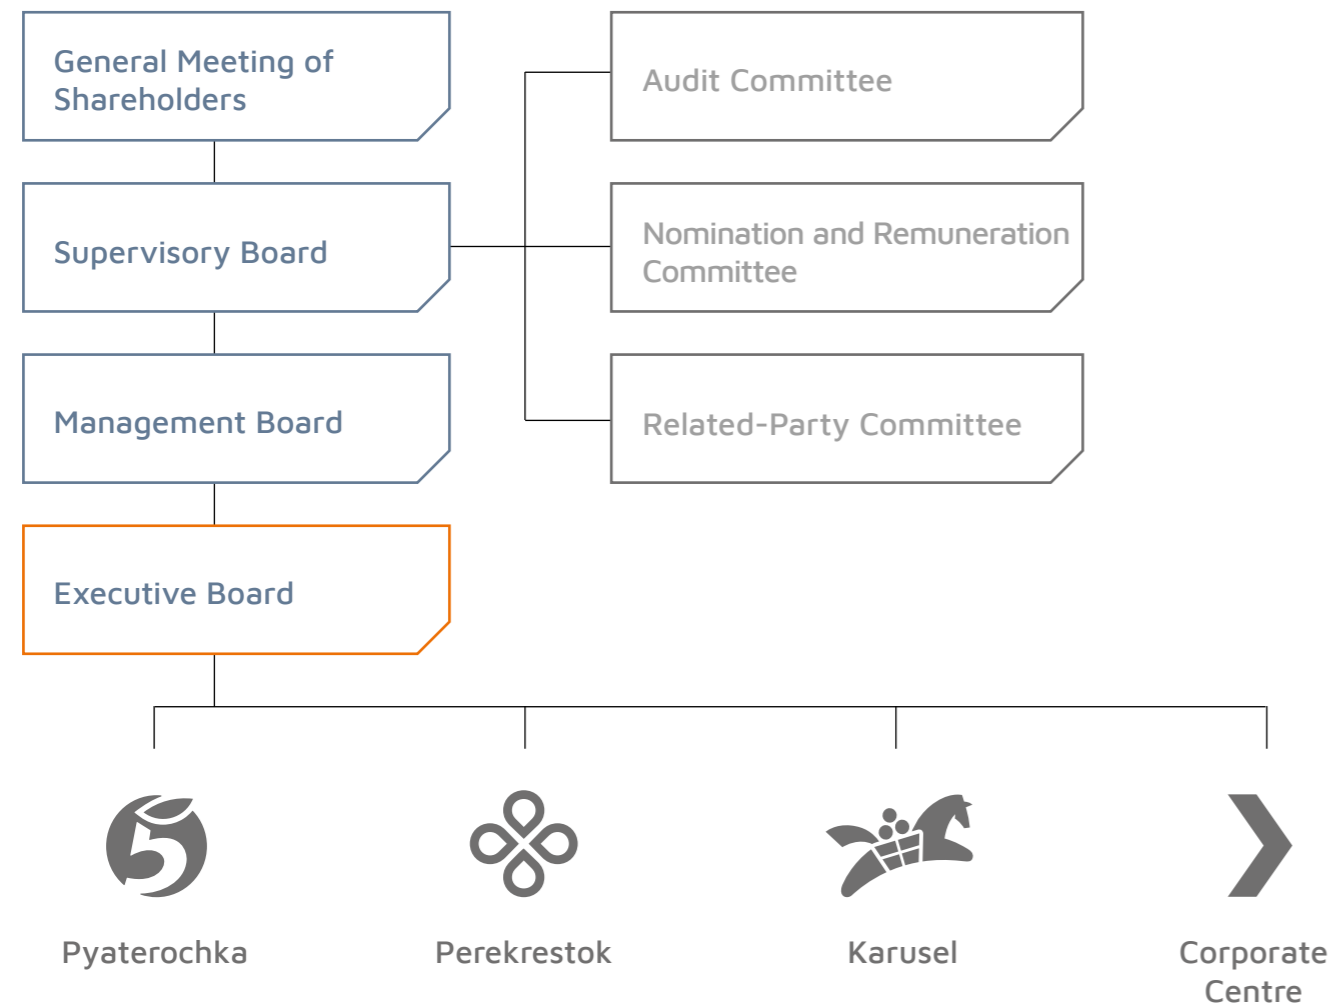 General Meeting of
Shareholders
Audit Committee
Supervisory Board
Nomination and Remuneration
Committee
Management Board
Related-Party Committee
Executive Board
5
Pyaterochka
Perekrestok
Karusel
Corporate
Centre